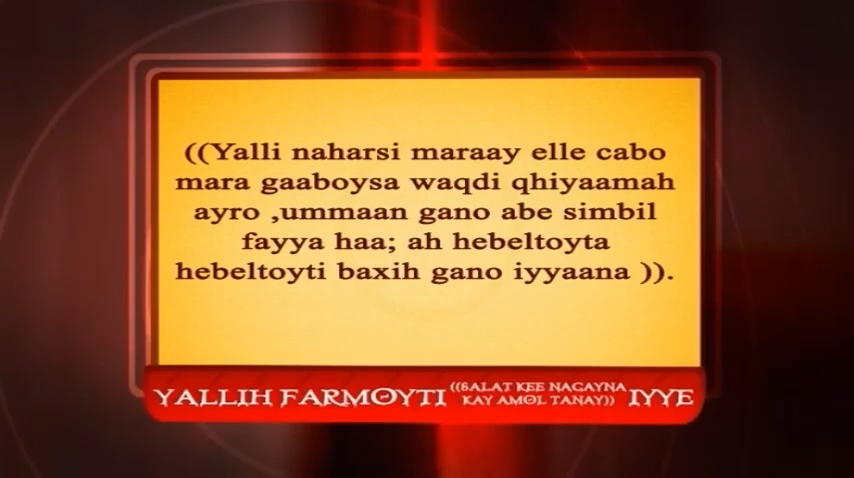 ((Yalli naharsi maraay elle cabo
mara gaaboysa waqdi qhiyaamah
ayro ,ummaan gano abe simbil
fayya haa; ah hebeltoyta
hebeltoyti baxih gano iyyaana )).
YALLIH FARMOYTI ((SALAT KEE NAGAYNA KAY AMOL TANAY)) IYYE